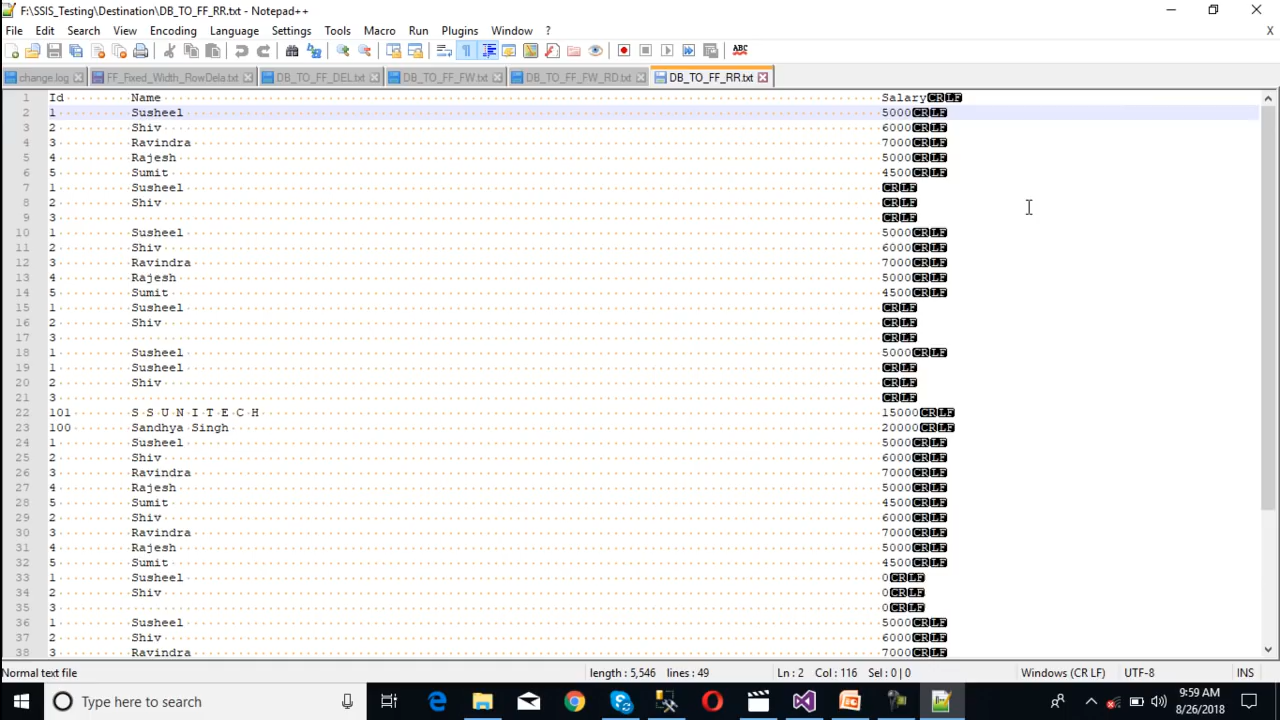 F:\SSIS_Testing\Destination\DB_TO_FF_RR.txt - Notepad++
File Edit Search View Encoding Language Settings Tools Macro Run Plugins Window ? X
change.log FF_Fixed_Width_RowDela.txt DB_TO_FF_DEL.txt DB_TO_FF_FW.txt DB_TO_FF_FW_RD.txt DB_TO_FF_RR.txt
1 Id Name SalaryCRLF
2 1 Susheel 5000CRLF
3 2 Shiv 6000CRLF
4 3 Ravindra 7000CRLF
5 4 Rajesh 5000CRLF
6 5 Sumit 4500CRLF
7 1 Susheel CRLF
8 2 Shiv CRLF
9 3 CRLF
10 1 Susheel 5000CRLF
11 2 Shiv 6000CRLF
12 3 Ravindra 7000CRLF
13 4 Rajesh 5000CRLF
14 5 Sumit 4500CRLF
15 1 Susheel CRLF
16 2 Shiv CRLF
17 3 CRLF
18 1 Susheel 5000CRLF
19 1 Susheel CRLF
20 2 Shiv CRLF
21 3 CRLF
22 101 S S U N I T E C H 15000CRLF
23 100 Sandhya Singh 20000CRLF
24 1 Susheel 5000CRLF
25 2 Shiv 6000CRLF
26 3 Ravindra 7000CRLF
27 4 Rajesh 5000CRLF
28 5 Sumit 4500CRLF
29 2 Shiv 6000CRLF
30 3 Ravindra 7000CRLF
31 4 Rajesh 5000CRLF
32 5 Sumit 4500CRLF
33 1 Susheel 0CRLF
34 2 Shiv 0CRLF
35 3 0CRLF
36 1 Susheel 5000CRLF
37 2 Shiv 6000CRLF
38 3 Ravindra 7000CRLF
Normal text file length : 5,546 lines : 49 Ln : 2 Col : 116 Sel : 0 | 0 Windows (CR LF) UTF-8 INS
Type here to search
9:59 AM
8/26/2018